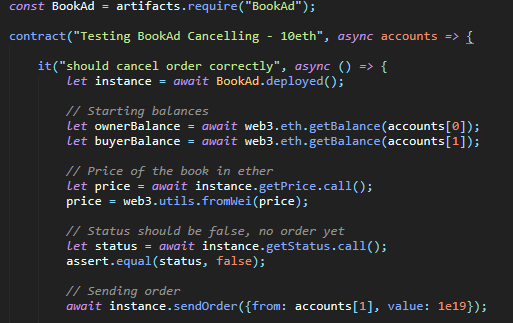 const BookAd = artifacts.require("BookAd");
contract("Testing BookAd Cancelling - 10eth", async accounts => {
it("should cancel order correctly", async () => {
let instance = await BookAd.deployed();
// Starting balances
let ownerBalance = await web3.eth.getBalance(accounts[0]);
let buyerBalance = await web3.eth.getBalance(accounts[1]);
// Price of the book in ether
let price = await instance.getPrice.call();
price = web3.utils.fromWei(price);
// Status should be false, no order yet
let status = await instance.getStatus.call();
assert.equal(status, false);
// Sending order
await instance.sendOrder({from: accounts[1], value: 1e19});